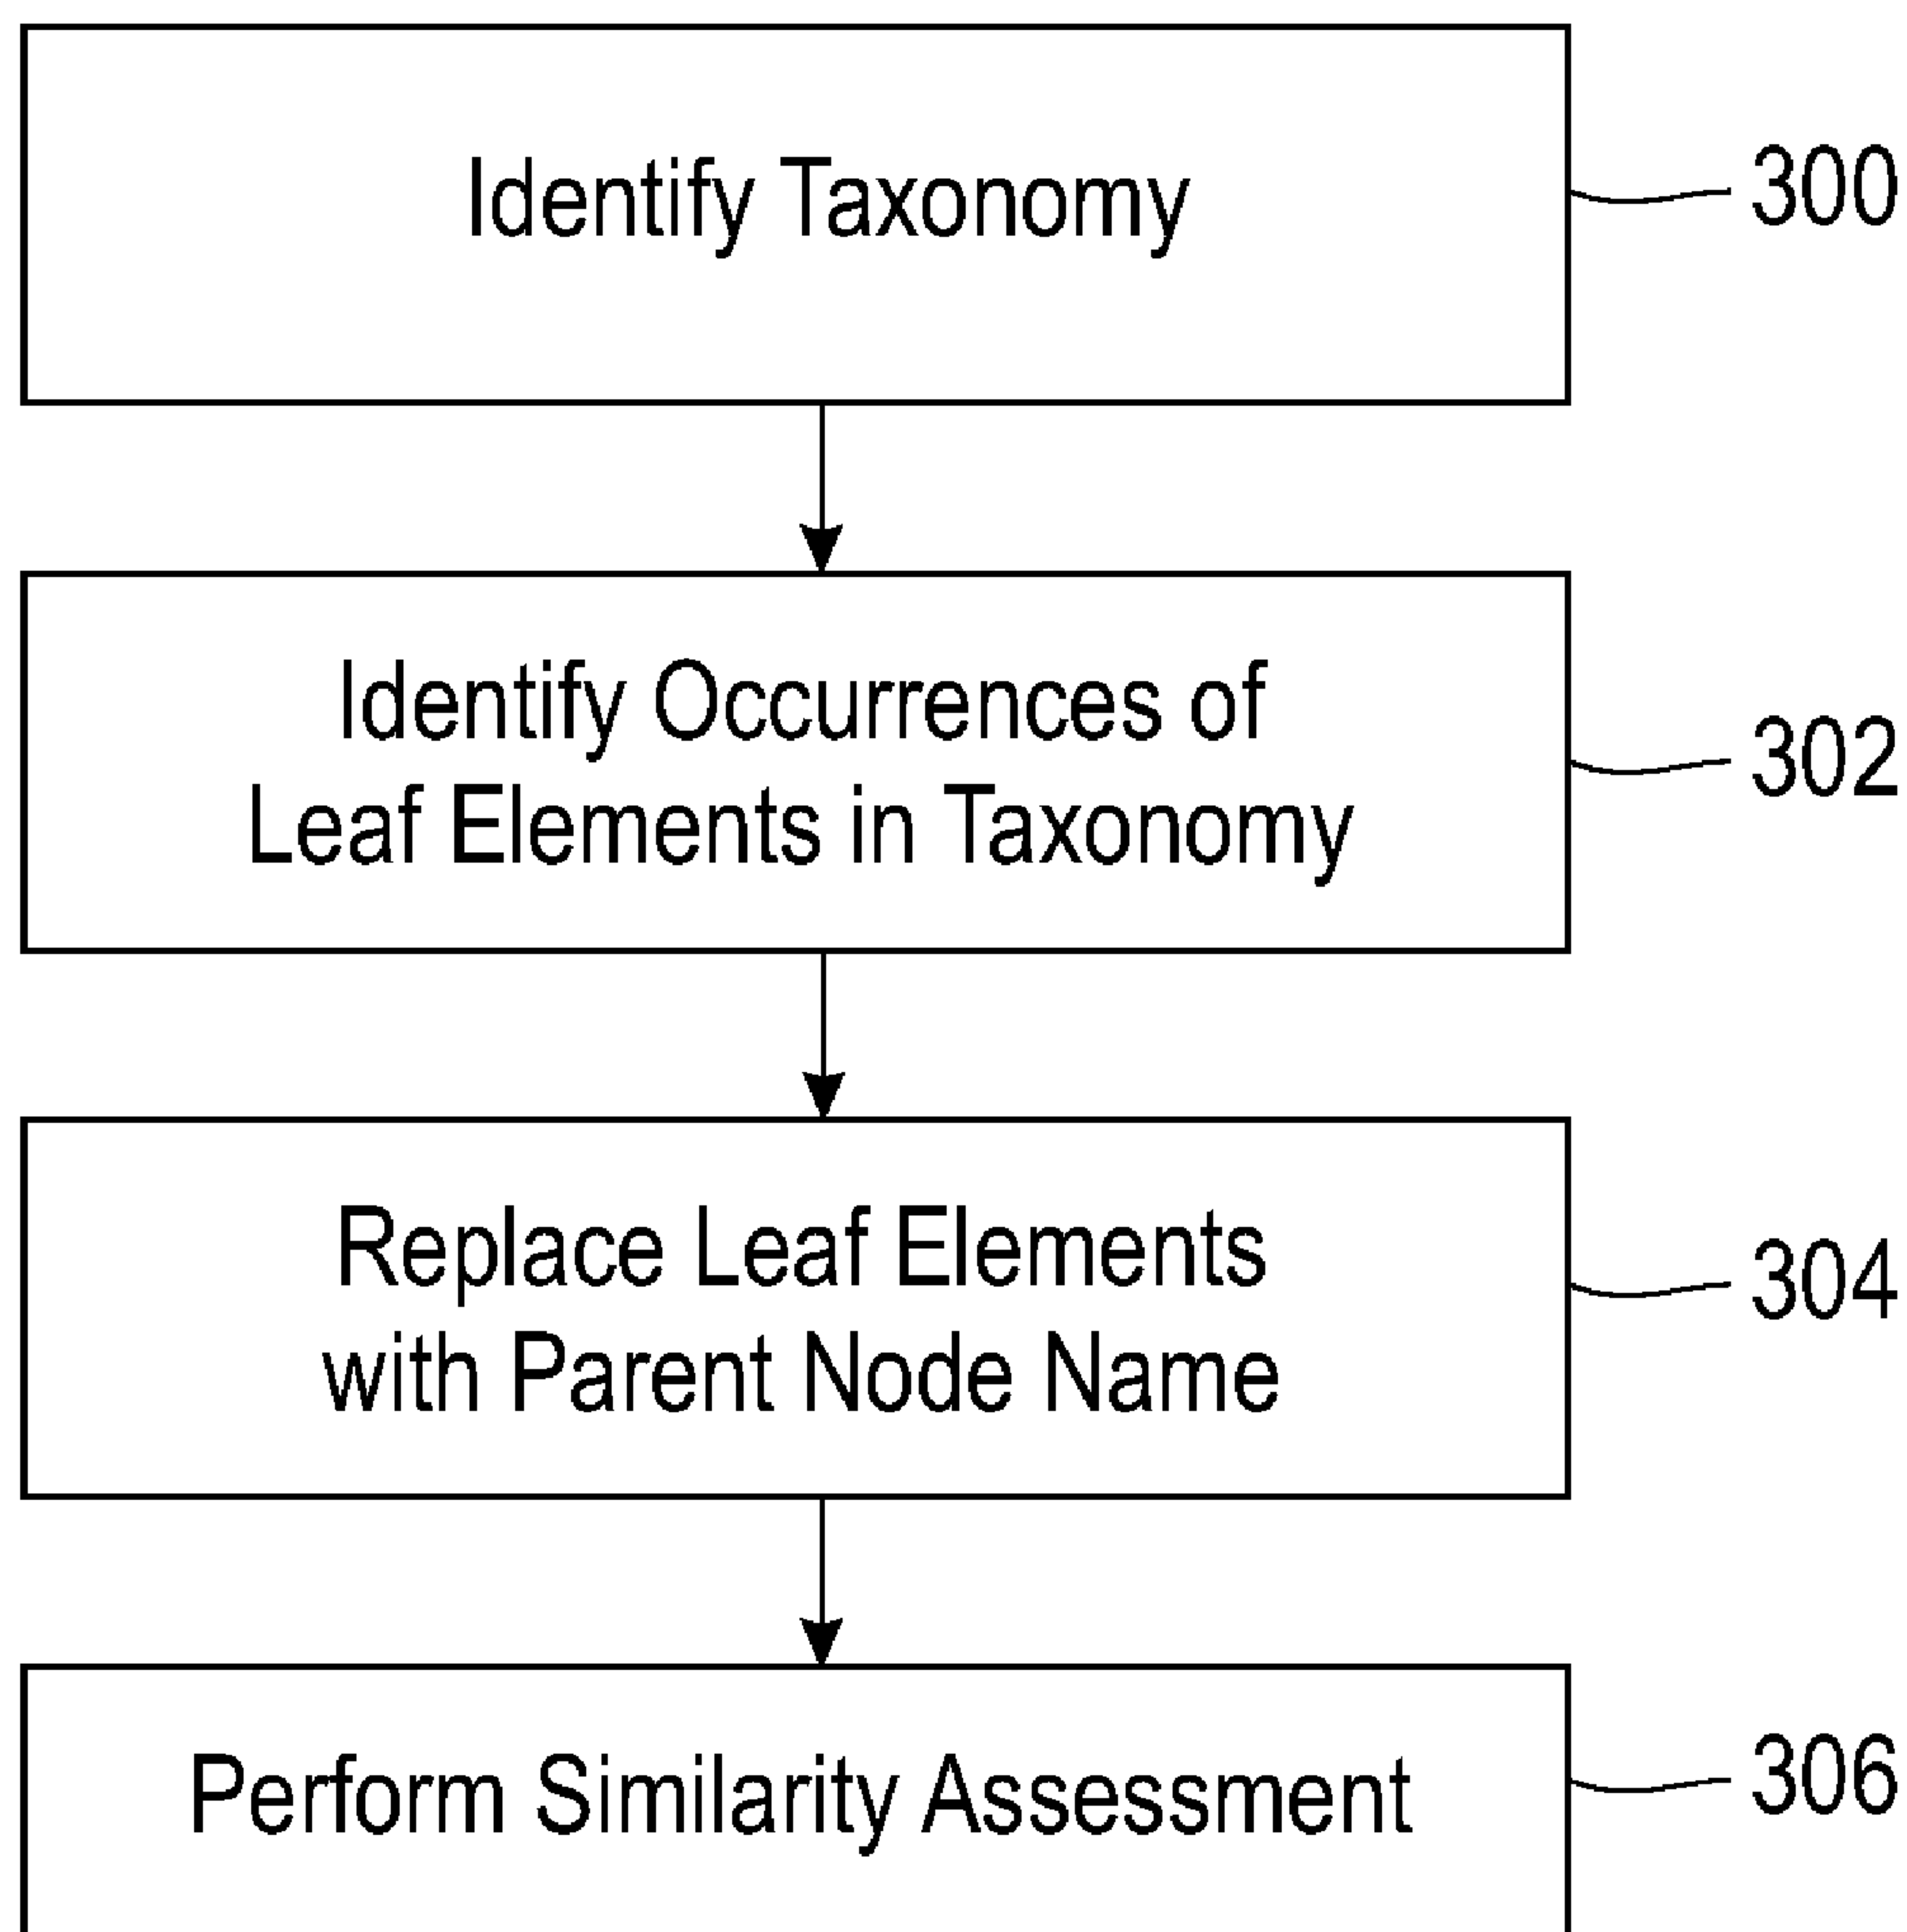 Identify Taxonomy
300
Identify Occurrences of
Leaf Elements in Taxonomy
302
Replace Leaf Elements
with Parent Node Name
304
Perform Similarity Assessment
306